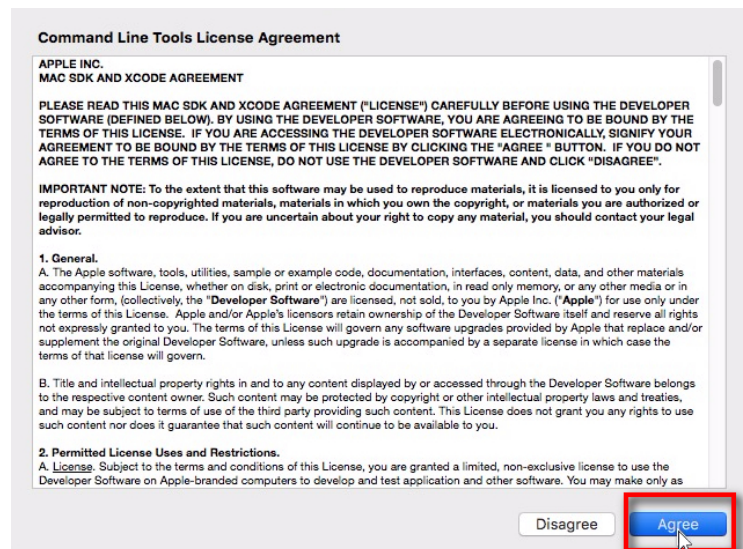 Command Line Tools License Agreement
APPLE INC.
MAC SDK AND XCODE AGREEMENT
PLEASE READ THIS MAC SDK AND XCODE AGREEMENT ("LICENSE") CAREFULLY BEFORE USING THE DEVELOPER
SOFTWARE (DEFINED BELOW). BY USING THE DEVELOPER SOFTWARE, YOU ARE AGREEING TO BE BOUND BY THE
TERMS OF THIS LICENSE. IF YOU ARE ACCESSING THE DEVELOPER SOFTWARE ELECTRONICALLY, SIGNIFY YOUR
AGREEMENT TO BE BOUND BY THE TERMS OF THIS LICENSE BY CLICKING THE "AGREE " BUTTON. IF YOU DO NOT
AGREE TO THE TERMS OF THIS LICENSE, DO NOT USE THE DEVELOPER SOFTWARE AND CLICK "DISAGREE".
IMPORTANT NOTE: To the extent that this software may be used to reproduce materials, it is licensed to you only for
reproduction of non-copyrighted materials, materials in which you own the copyright, or materials you are authorized or
legally permitted to reproduce. If you are uncertain about your right to copy any material, you should contact your legal
advisor.
1. General.
A. The Apple software, tools, utilities, sample or example code, documentation, interfaces, content, data, and other materials
accompanying this License, whether on disk, print or electronic documentation, in read only memory, or any other media or in
any other form, (collectively, the "Developer Software") are licensed, not sold, to you by Apple Inc. ("Apple") for use only under
the terms of this License. Apple and/or Apple's licensors retain ownership of the Developer Software itself and reserve all rights
not expressly granted to you. The terms of this License will govern any software upgrades provided by Apple that replace and/or
supplement the original Developer Software, unless such upgrade is accompanied by a separate license in which case the
terms of that license will govern.
B. Title and intellectual property rights in and to any content displayed by or accessed through the Developer Software belongs
to the respective content owner. Such content may be protected by copyright or other intellectual property laws and treaties,
and may be subject to terms of use of the third party providing such content. This License does not grant you any rights to use
such content nor does it guarantee that such content will continue to be available to you.
2. Permitted License Uses and Restrictions.
A. License. Subject to the terms and conditions of this License, you are granted a limited, non-exclusive license to use the
Developer Software on Apple-branded computers to develop and test application and other software. You may make only as
Disagree
Agree